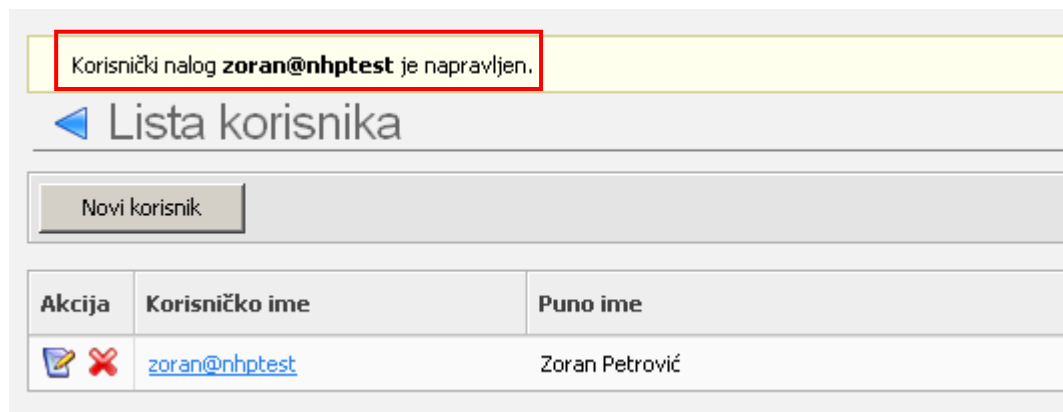 Korisnički nalog zoran@nhptest je napravljen.
Lista korisnika
Novi korisnik
Akcija Korisničko ime Puno ime
zoran@nhptest Zoran Petrović